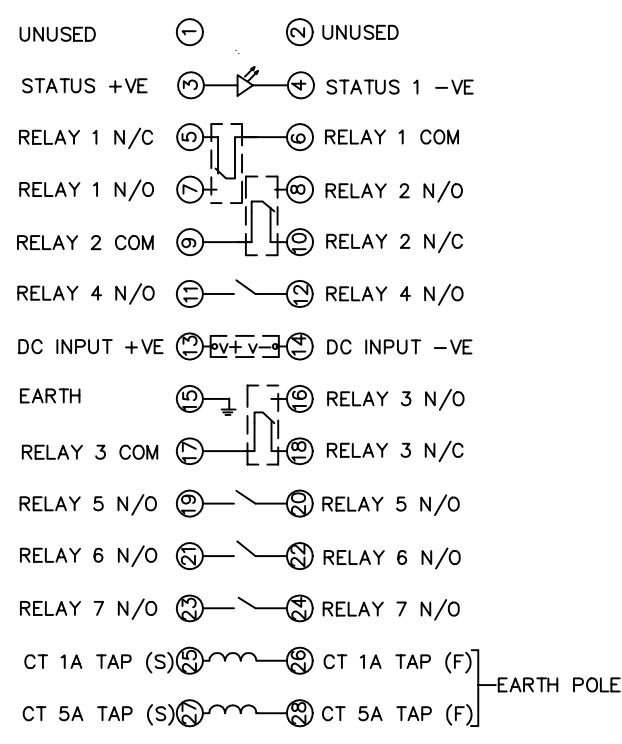 UNUSED 1 2 UNUSED
STATUS +VE 3 4 STATUS 1 -VE
RELAY 1 N/C 5 6 RELAY 1 COM
RELAY 1 N/O 7 8 RELAY 2 N/O
RELAY 2 COM 9 10 RELAY 2 N/C
RELAY 4 N/O 11 12 RELAY 4 N/O
DC INPUT +VE 13 V+ V- 14 DC INPUT -VE
EARTH 15 16 RELAY 3 N/O
RELAY 3 COM 17 18 RELAY 3 N/C
RELAY 5 N/O 19 20 RELAY 5 N/O
RELAY 6 N/O 21 22 RELAY 6 N/O
RELAY 7 N/O 23 24 RELAY 7 N/O
CT 1A TAP (S) 25 26 CT 1A TAP (F)
EARTH POLE
CT 5A TAP (S) 27 28 CT 5A TAP (F)